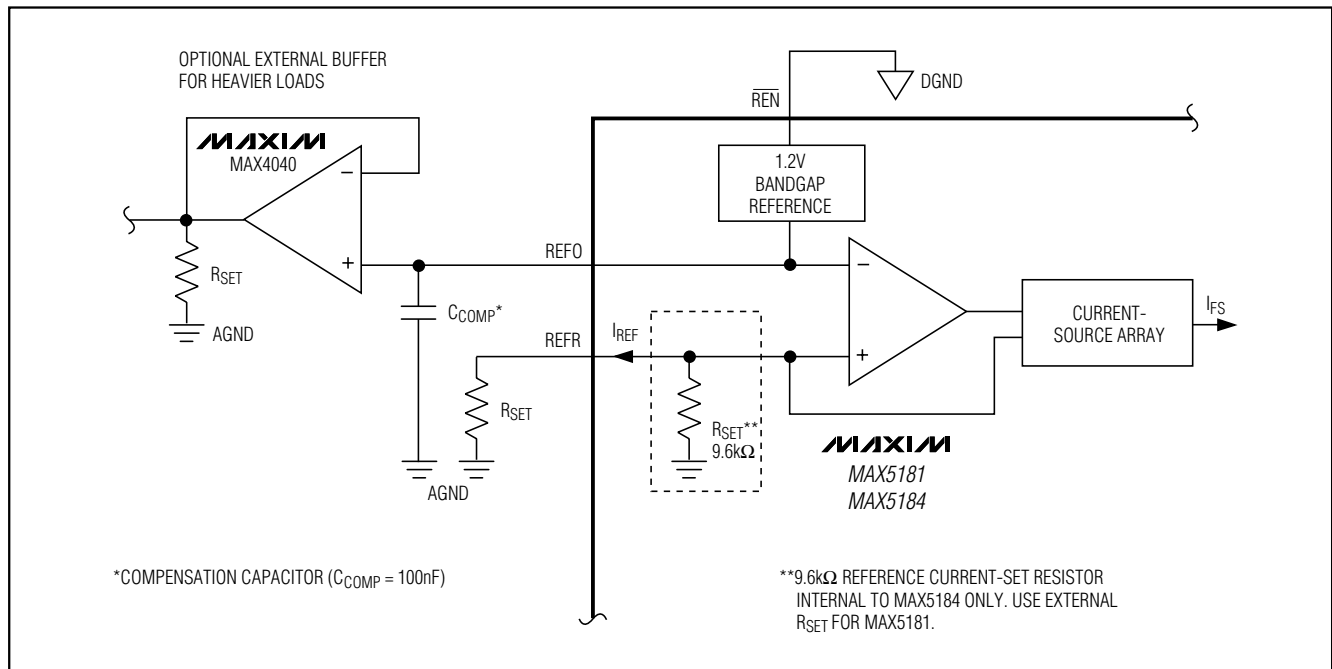 OPTIONAL EXTERNAL BUFFER
FOR HEAVIER LOADS
MAXIM
MAX4040
−
+
RSET
AGND
CCOMP*
REFO
REFR
IREF
RSET
AGND
REN
DGND
1.2V
BANDGAP
REFERENCE
−
+
RSET**
9.6kΩ
CURRENT-
SOURCE ARRAY
IFS
MAXIM
MAX5181
MAX5184
*COMPENSATION CAPACITOR (CCOMP = 100nF)
**9.6kΩ REFERENCE CURRENT-SET RESISTOR
INTERNAL TO MAX5184 ONLY. USE EXTERNAL
RSET FOR MAX5181.